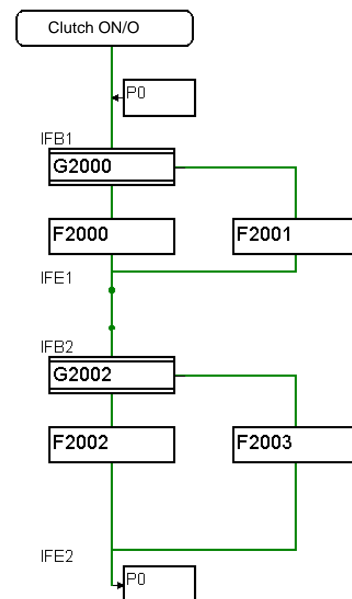 Clutch ON/O
P0
IFB1
G2000
F2000 F2001
IFE1
IFB2
G2002
F2002 F2003
IFE2
P0